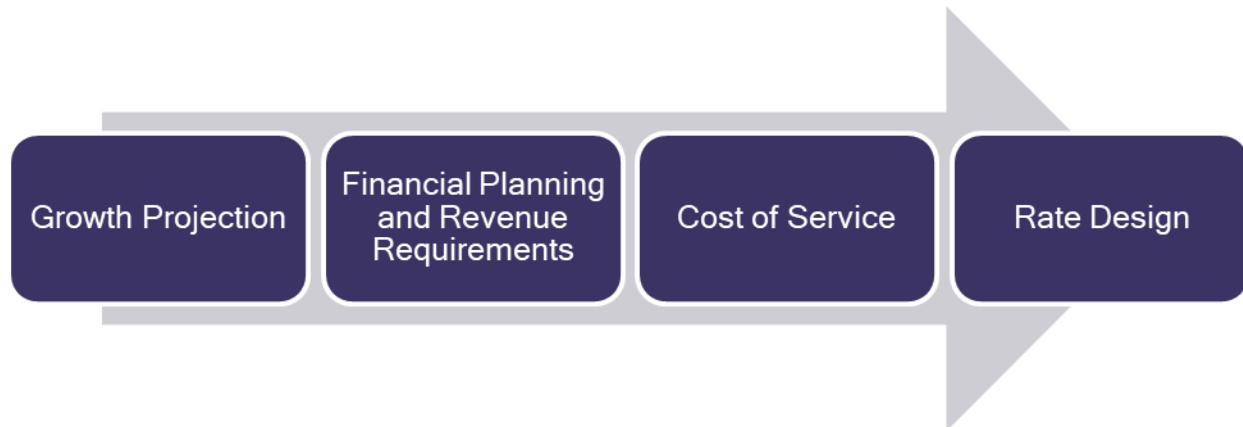 Growth Projection
Financial Planning
and Revenue
Requirements
Cost of Service
Rate Design